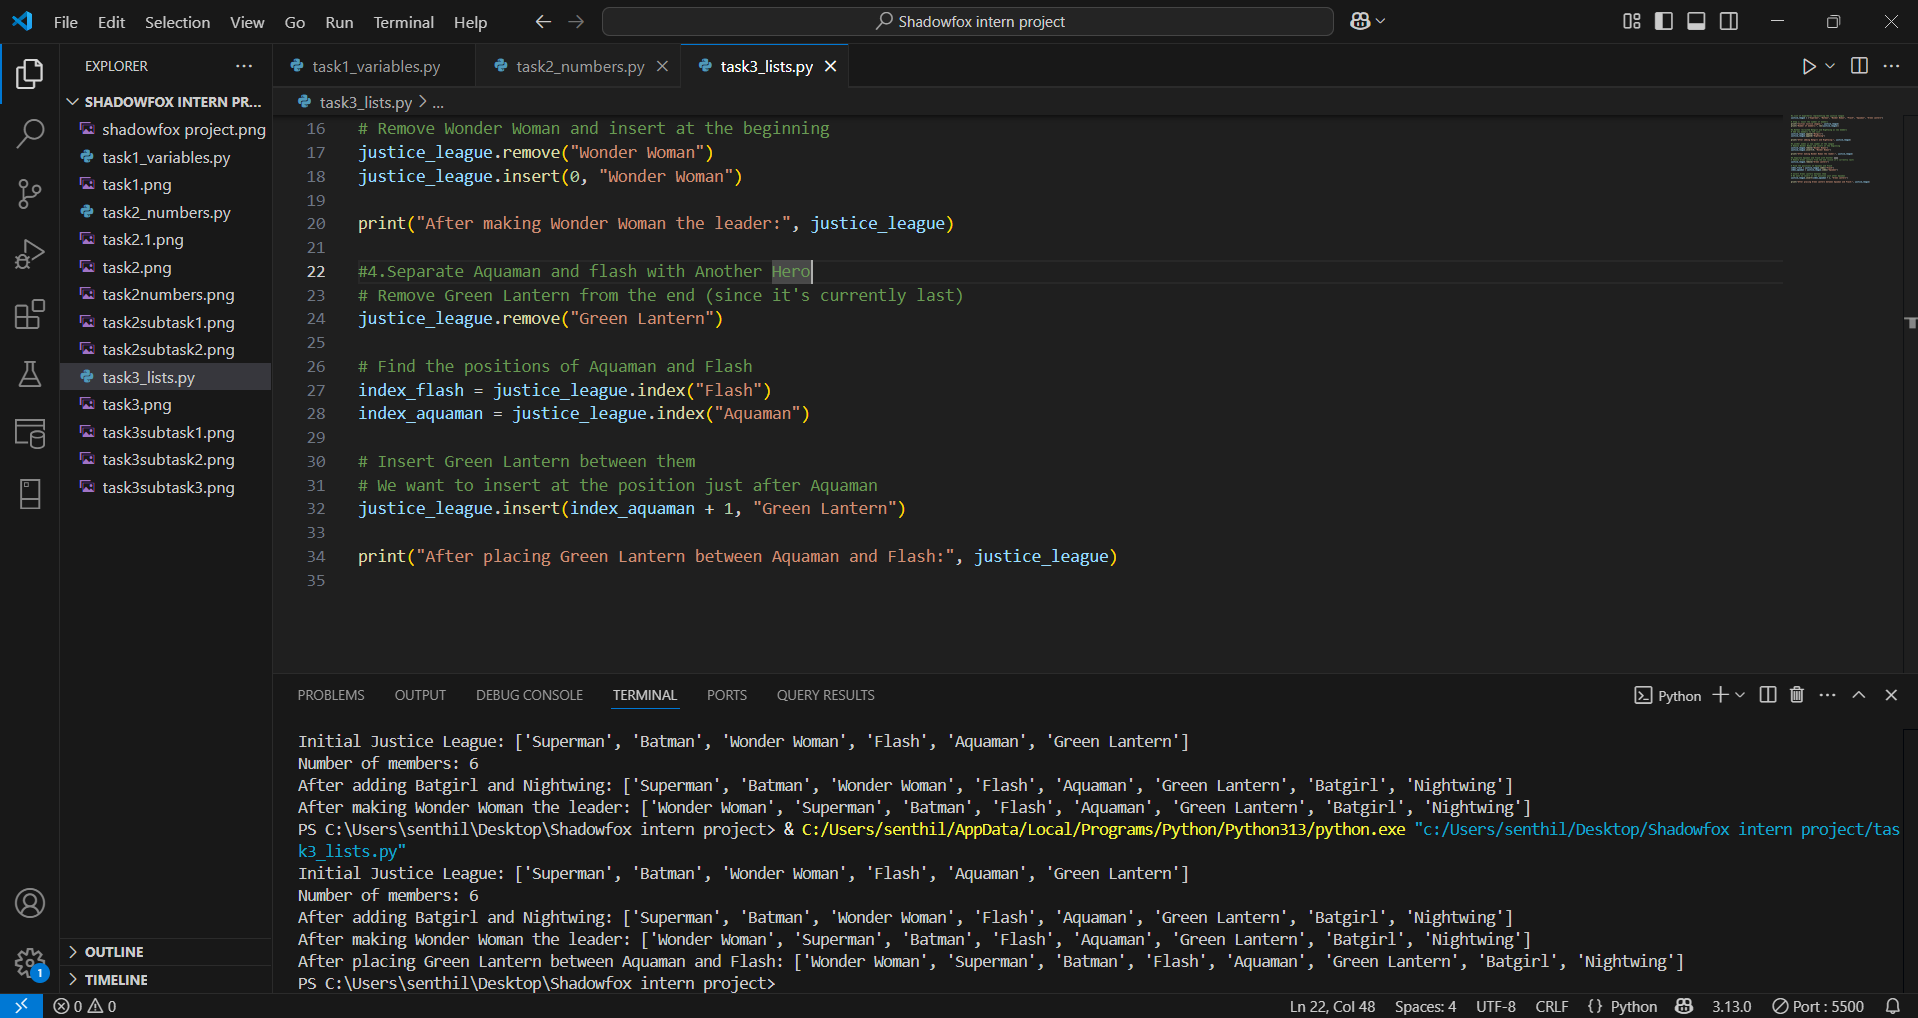 File Edit Selection View Go Run Terminal Help
Shadowfox intern project
EXPLORER
SHADOWFOX INTERN PR...
shadowfox project.png
task1_variables.py
task1.png
task2_numbers.py
task2.1.png
task2.png
task2numbers.png
task2subtask1.png
task2subtask2.png
task3_lists.py
task3.png
task3subtask1.png
task3subtask2.png
task3subtask3.png
OUTLINE
TIMELINE
task1_variables.py task2_numbers.py task3_lists.py
task3_lists.py > ...
16 # Remove Wonder Woman and insert at the beginning
17 justice_league.remove("Wonder Woman")
18 justice_league.insert(0, "Wonder Woman")
19
20 print("After making Wonder Woman the leader:", justice_league)
21
22 #4.Separate Aquaman and flash with Another Hero
23 # Remove Green Lantern from the end (since it's currently last)
24 justice_league.remove("Green Lantern")
25
26 # Find the positions of Aquaman and Flash
27 index_flash = justice_league.index("Flash")
28 index_aquaman = justice_league.index("Aquaman")
29
30 # Insert Green Lantern between them
31 # We want to insert at the position just after Aquaman
32 justice_league.insert(index_aquaman + 1, "Green Lantern")
33
34 print("After placing Green Lantern between Aquaman and Flash:", justice_league)
35
PROBLEMS OUTPUT DEBUG CONSOLE TERMINAL PORTS QUERY RESULTS
Python
Initial Justice League: ['Superman', 'Batman', 'Wonder Woman', 'Flash', 'Aquaman', 'Green Lantern']
Number of members: 6
After adding Batgirl and Nightwing: ['Superman', 'Batman', 'Wonder Woman', 'Flash', 'Aquaman', 'Green Lantern', 'Batgirl', 'Nightwing']
After making Wonder Woman the leader: ['Wonder Woman', 'Superman', 'Batman', 'Flash', 'Aquaman', 'Green Lantern', 'Batgirl', 'Nightwing']
PS C:\Users\senthil\Desktop\Shadowfox intern project> & C:/Users/senthil/AppData/Local/Programs/Python/Python313/python.exe "c:/Users/senthil/Desktop/Shadowfox intern project/tas
k3_lists.py"
Initial Justice League: ['Superman', 'Batman', 'Wonder Woman', 'Flash', 'Aquaman', 'Green Lantern']
Number of members: 6
After adding Batgirl and Nightwing: ['Superman', 'Batman', 'Wonder Woman', 'Flash', 'Aquaman', 'Green Lantern', 'Batgirl', 'Nightwing']
After making Wonder Woman the leader: ['Wonder Woman', 'Superman', 'Batman', 'Flash', 'Aquaman', 'Green Lantern', 'Batgirl', 'Nightwing']
After placing Green Lantern between Aquaman and Flash: ['Wonder Woman', 'Superman', 'Batman', 'Flash', 'Aquaman', 'Green Lantern', 'Batgirl', 'Nightwing']
PS C:\Users\senthil\Desktop\Shadowfox intern project>
1
0 0 Ln 22, Col 48 Spaces: 4 UTF-8 CRLF {} Python 3.13.0 Port : 5500